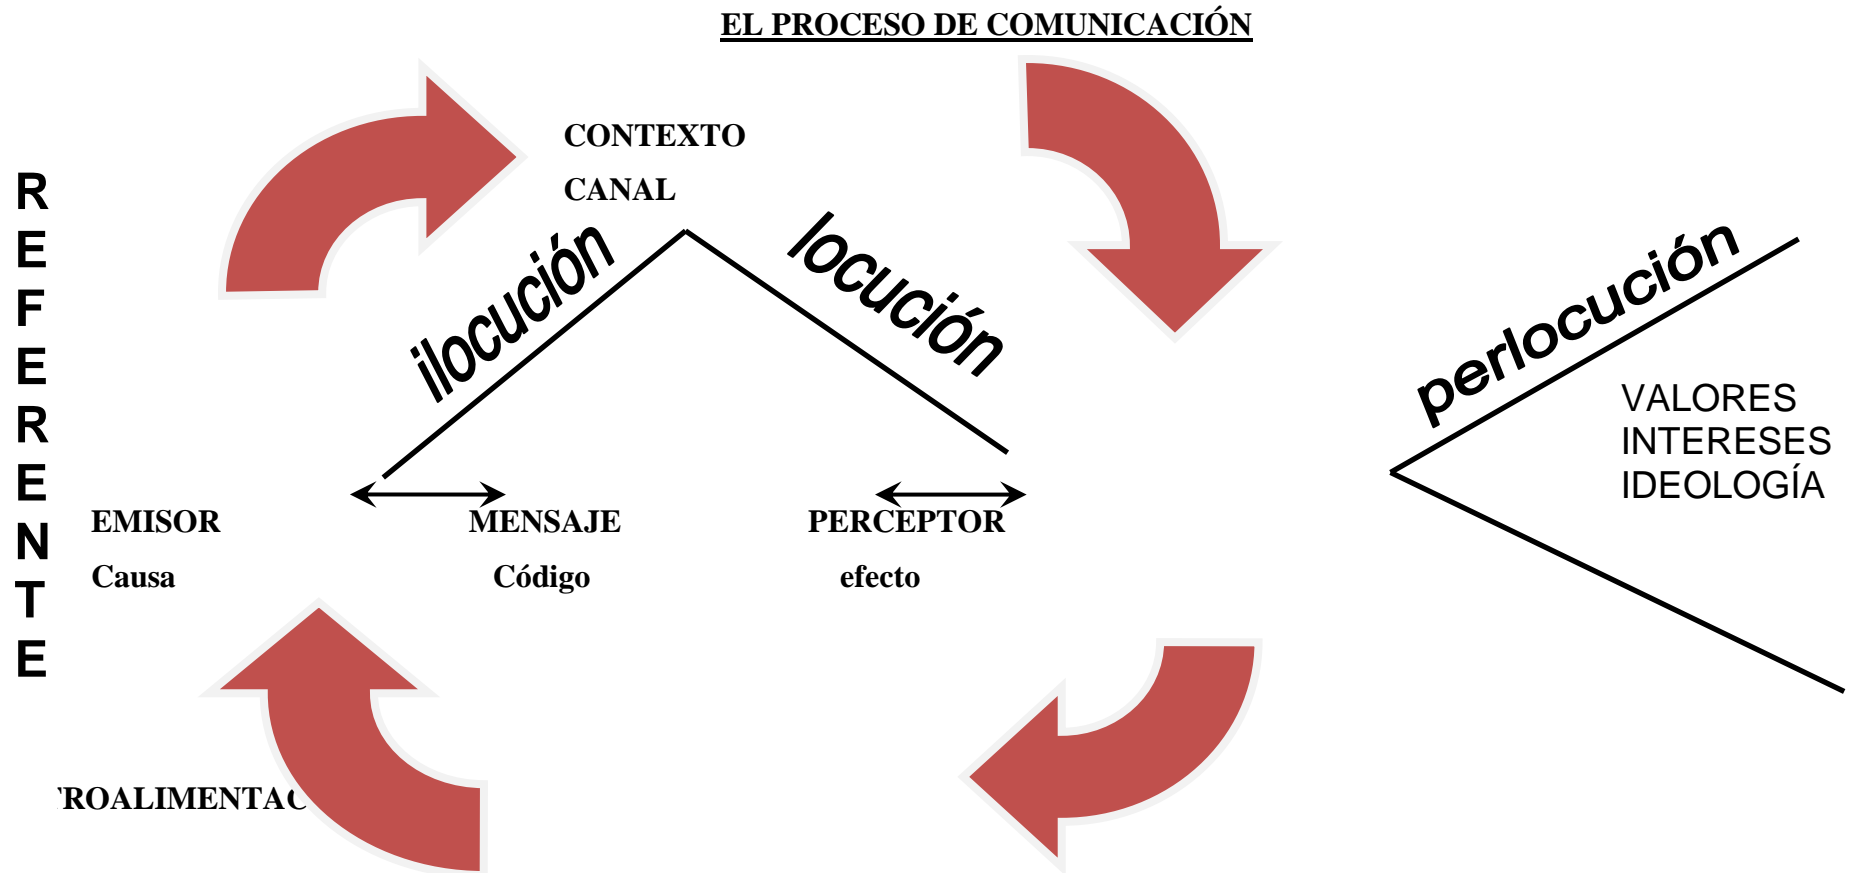 EL PROCESO DE COMUNICACIÓN
CONTEXTO
CANAL
REFERENTE
ilocución
locución
perlocución
VALORES
INTERESES
IDEOLOGÍA
EMISOR MENSAJE PERCEPTOR
Causa Código efecto
ROALIMENTAC